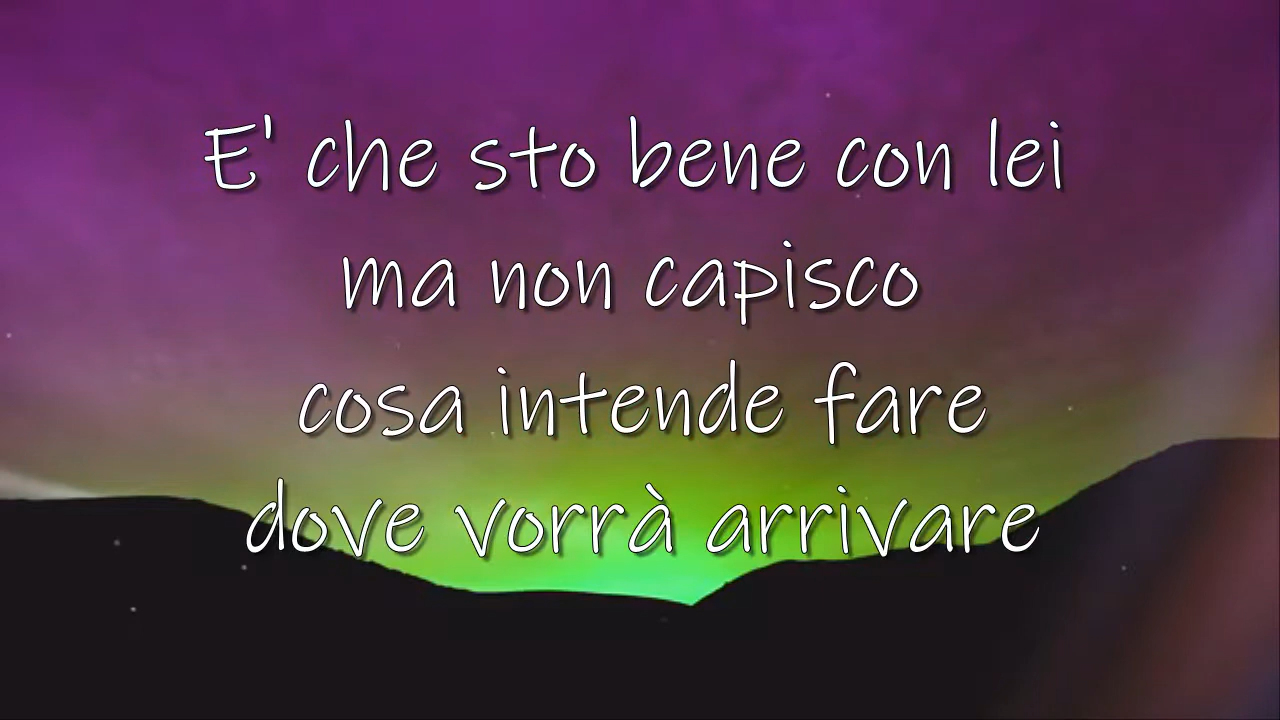 E' che sto bene con lei
ma non capisco
cosa intende fare
dove vorrà arrivare